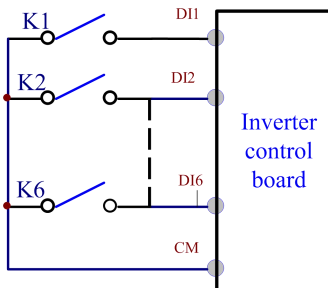 K1
DI1
K2
DI2
Inverter
control
board
K6
DI6
CM